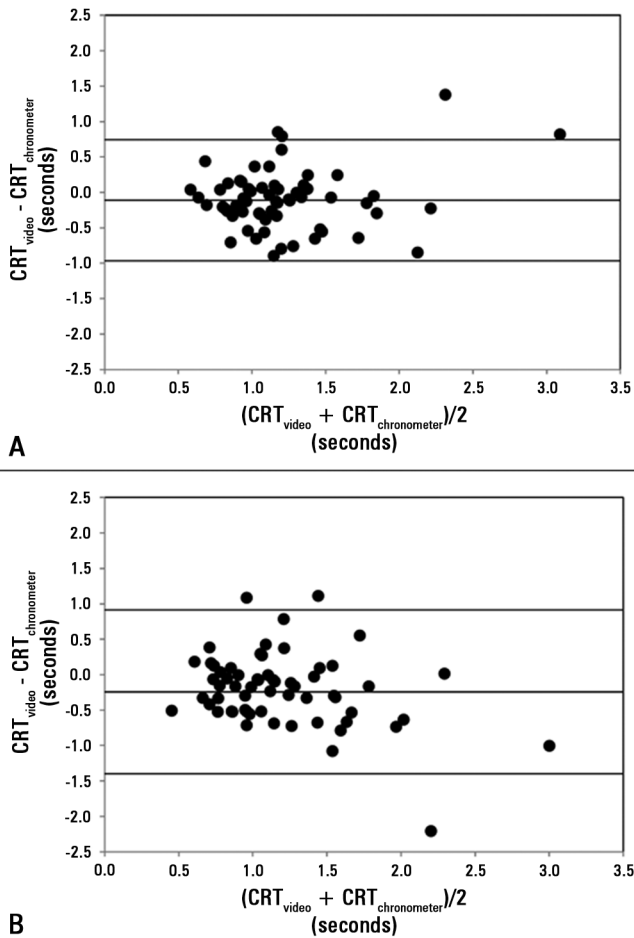 2.5
2.0
1.5
1.0
0.5
0.0
-0.5
-1.0
-1.5
-2.0
-2.5
CRTvideo - CRTchronometer
(seconds)
0.0 0.5 1.0 1.5 2.0 2.5 3.0 3.5
(CRTvideo + CRTchronometer)/2
(seconds)
A
2.5
2.0
1.5
1.0
0.5
0.0
-0.5
-1.0
-1.5
-2.0
-2.5
CRTvideo - CRTchronometer
(seconds)
0.0 0.5 1.0 1.5 2.0 2.5 3.0 3.5
(CRTvideo + CRTchronometer)/2
(seconds)
B